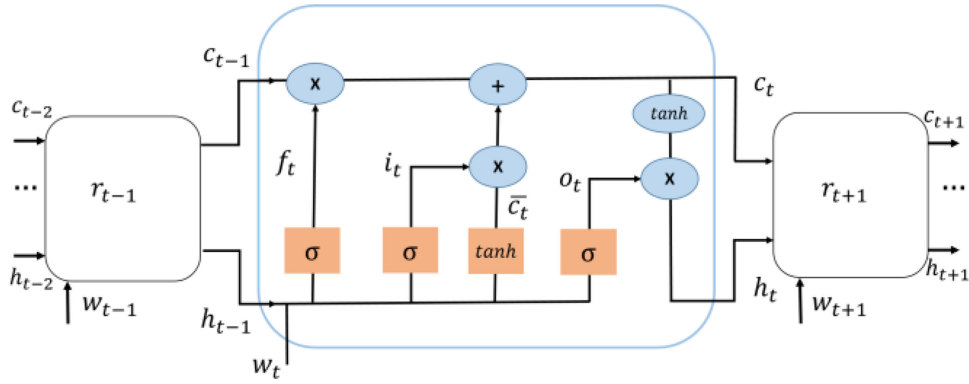 c_{t-1}
c_{t-2}
...
r_{t-1}
h_{t-2}
w_{t-1}
h_{t-1}
w_t
x
+
tanh
f_t
i_t
x
c̅_t
o_t
x
σ
σ
tanh
σ
c_t
c_{t+1}
...
r_{t+1}
h_t
h_{t+1}
w_{t+1}